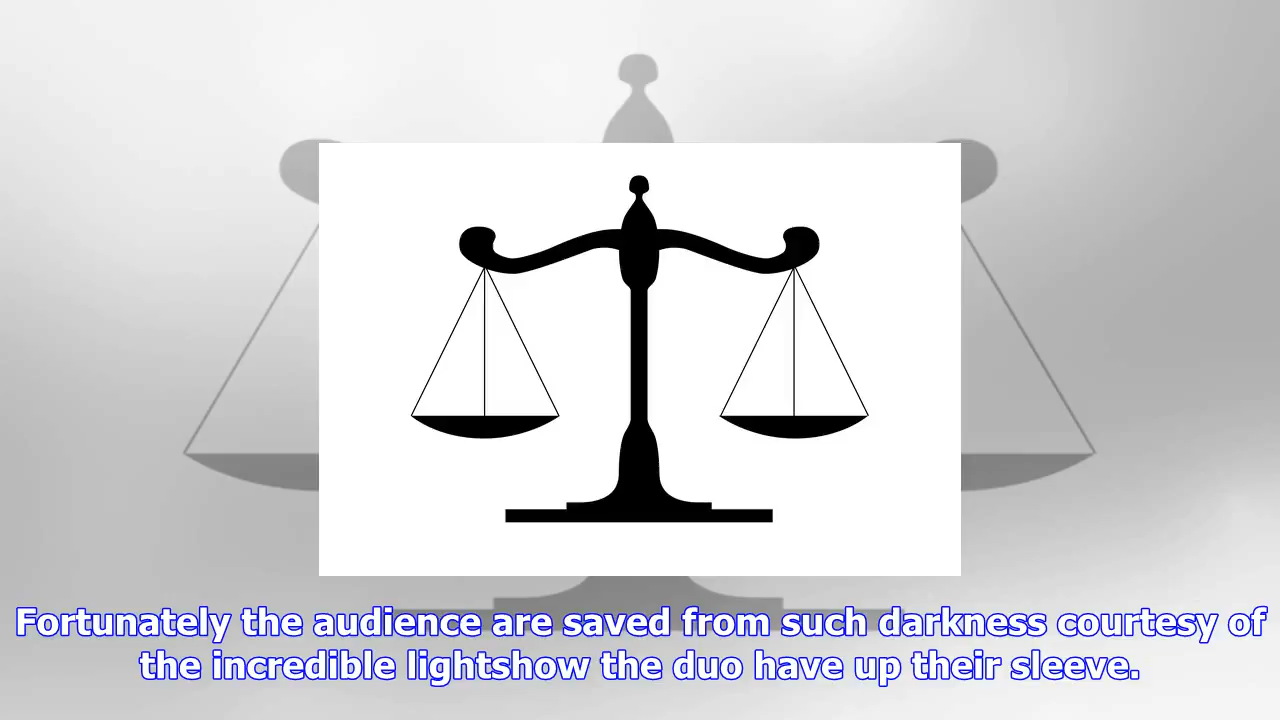 Fortunately the audience are saved from such darkness courtesy of
the incredible lightshow the duo have up their sleeve.